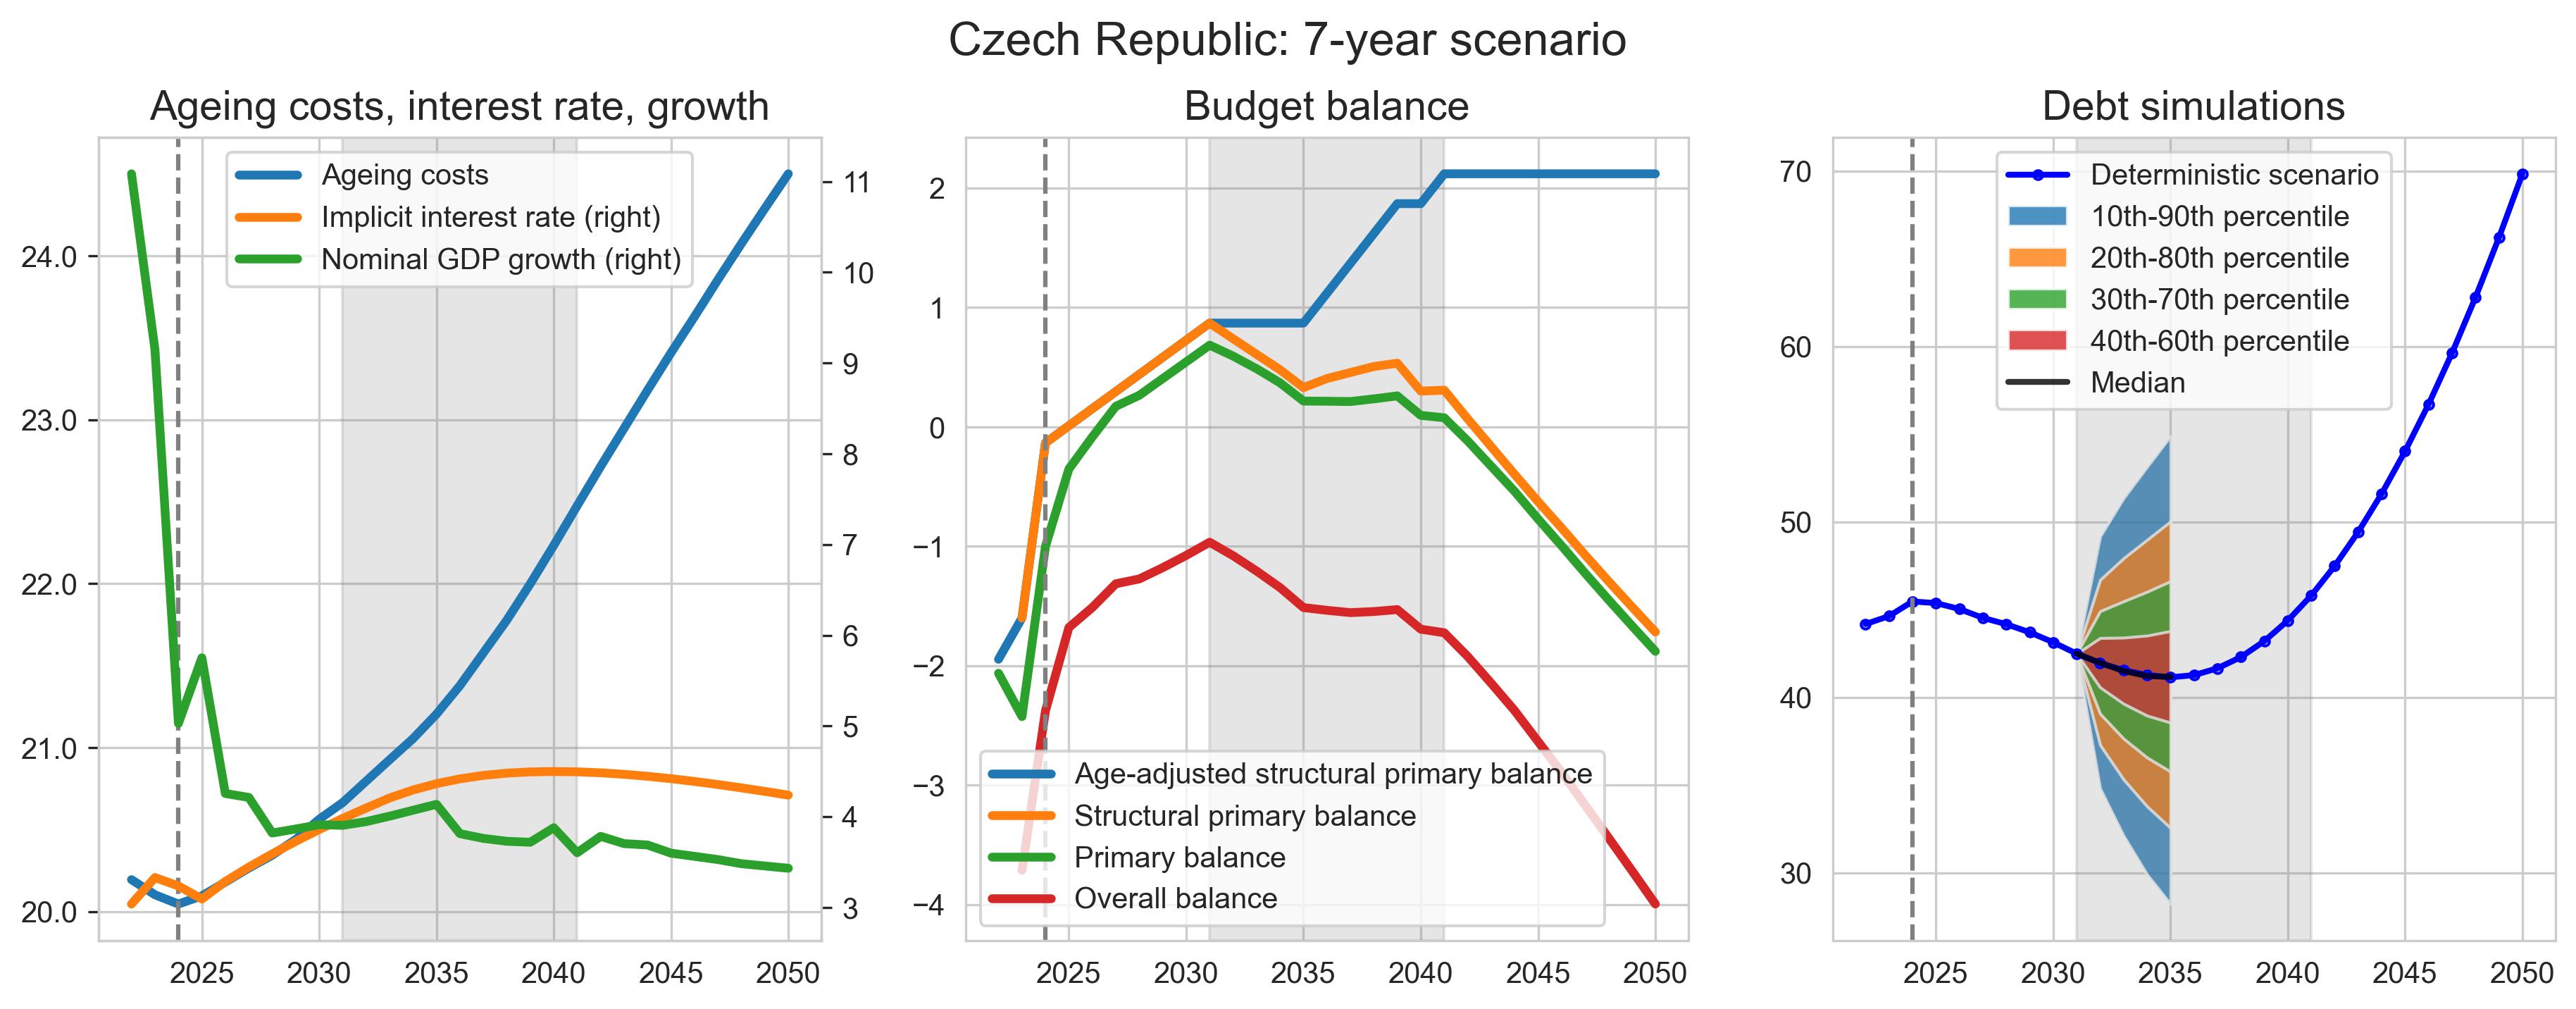 Czech Republic: 7-year scenario
Ageing costs, interest rate, growth
Ageing costs
Implicit interest rate (right)
Nominal GDP growth (right)
24.0
23.0
22.0
21.0
20.0
11
10
9
8
7
6
5
4
3
2025 2030 2035 2040 2045 2050
Budget balance
2
1
0
−1
−2
−3
−4
Age-adjusted structural primary balance
Structural primary balance
Primary balance
Overall balance
2025 2030 2035 2040 2045 2050
Debt simulations
Deterministic scenario
10th-90th percentile
20th-80th percentile
30th-70th percentile
40th-60th percentile
Median
70
60
50
40
30
2025 2030 2035 2040 2045 2050